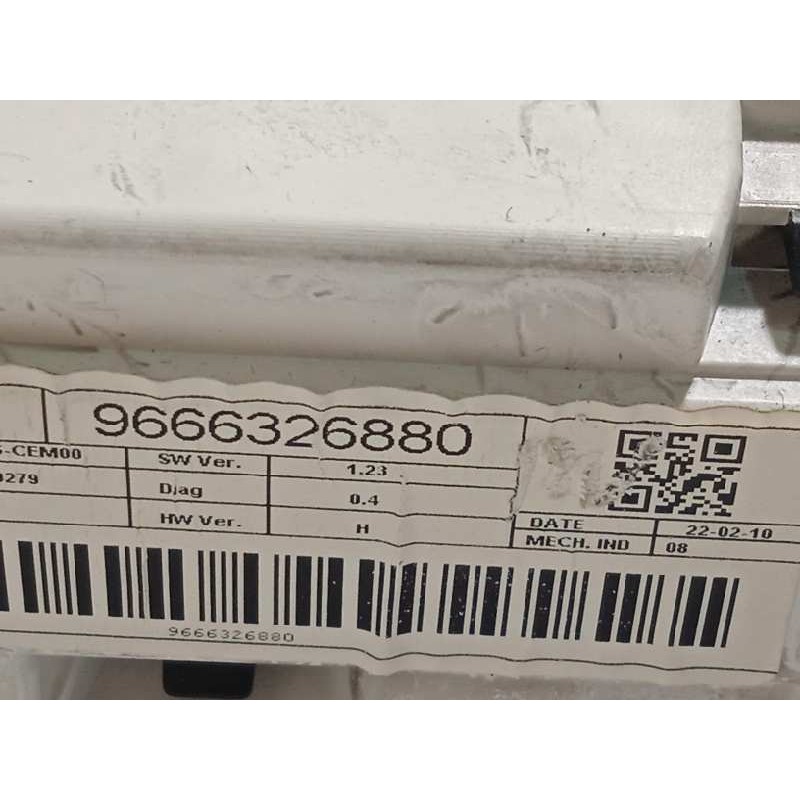 9666326880
-CEM00
SW Ver.
1.23
279
Diag
0.4
HW Ver.
H
DATE
22-02-10
MECH. IND
08
9666326880